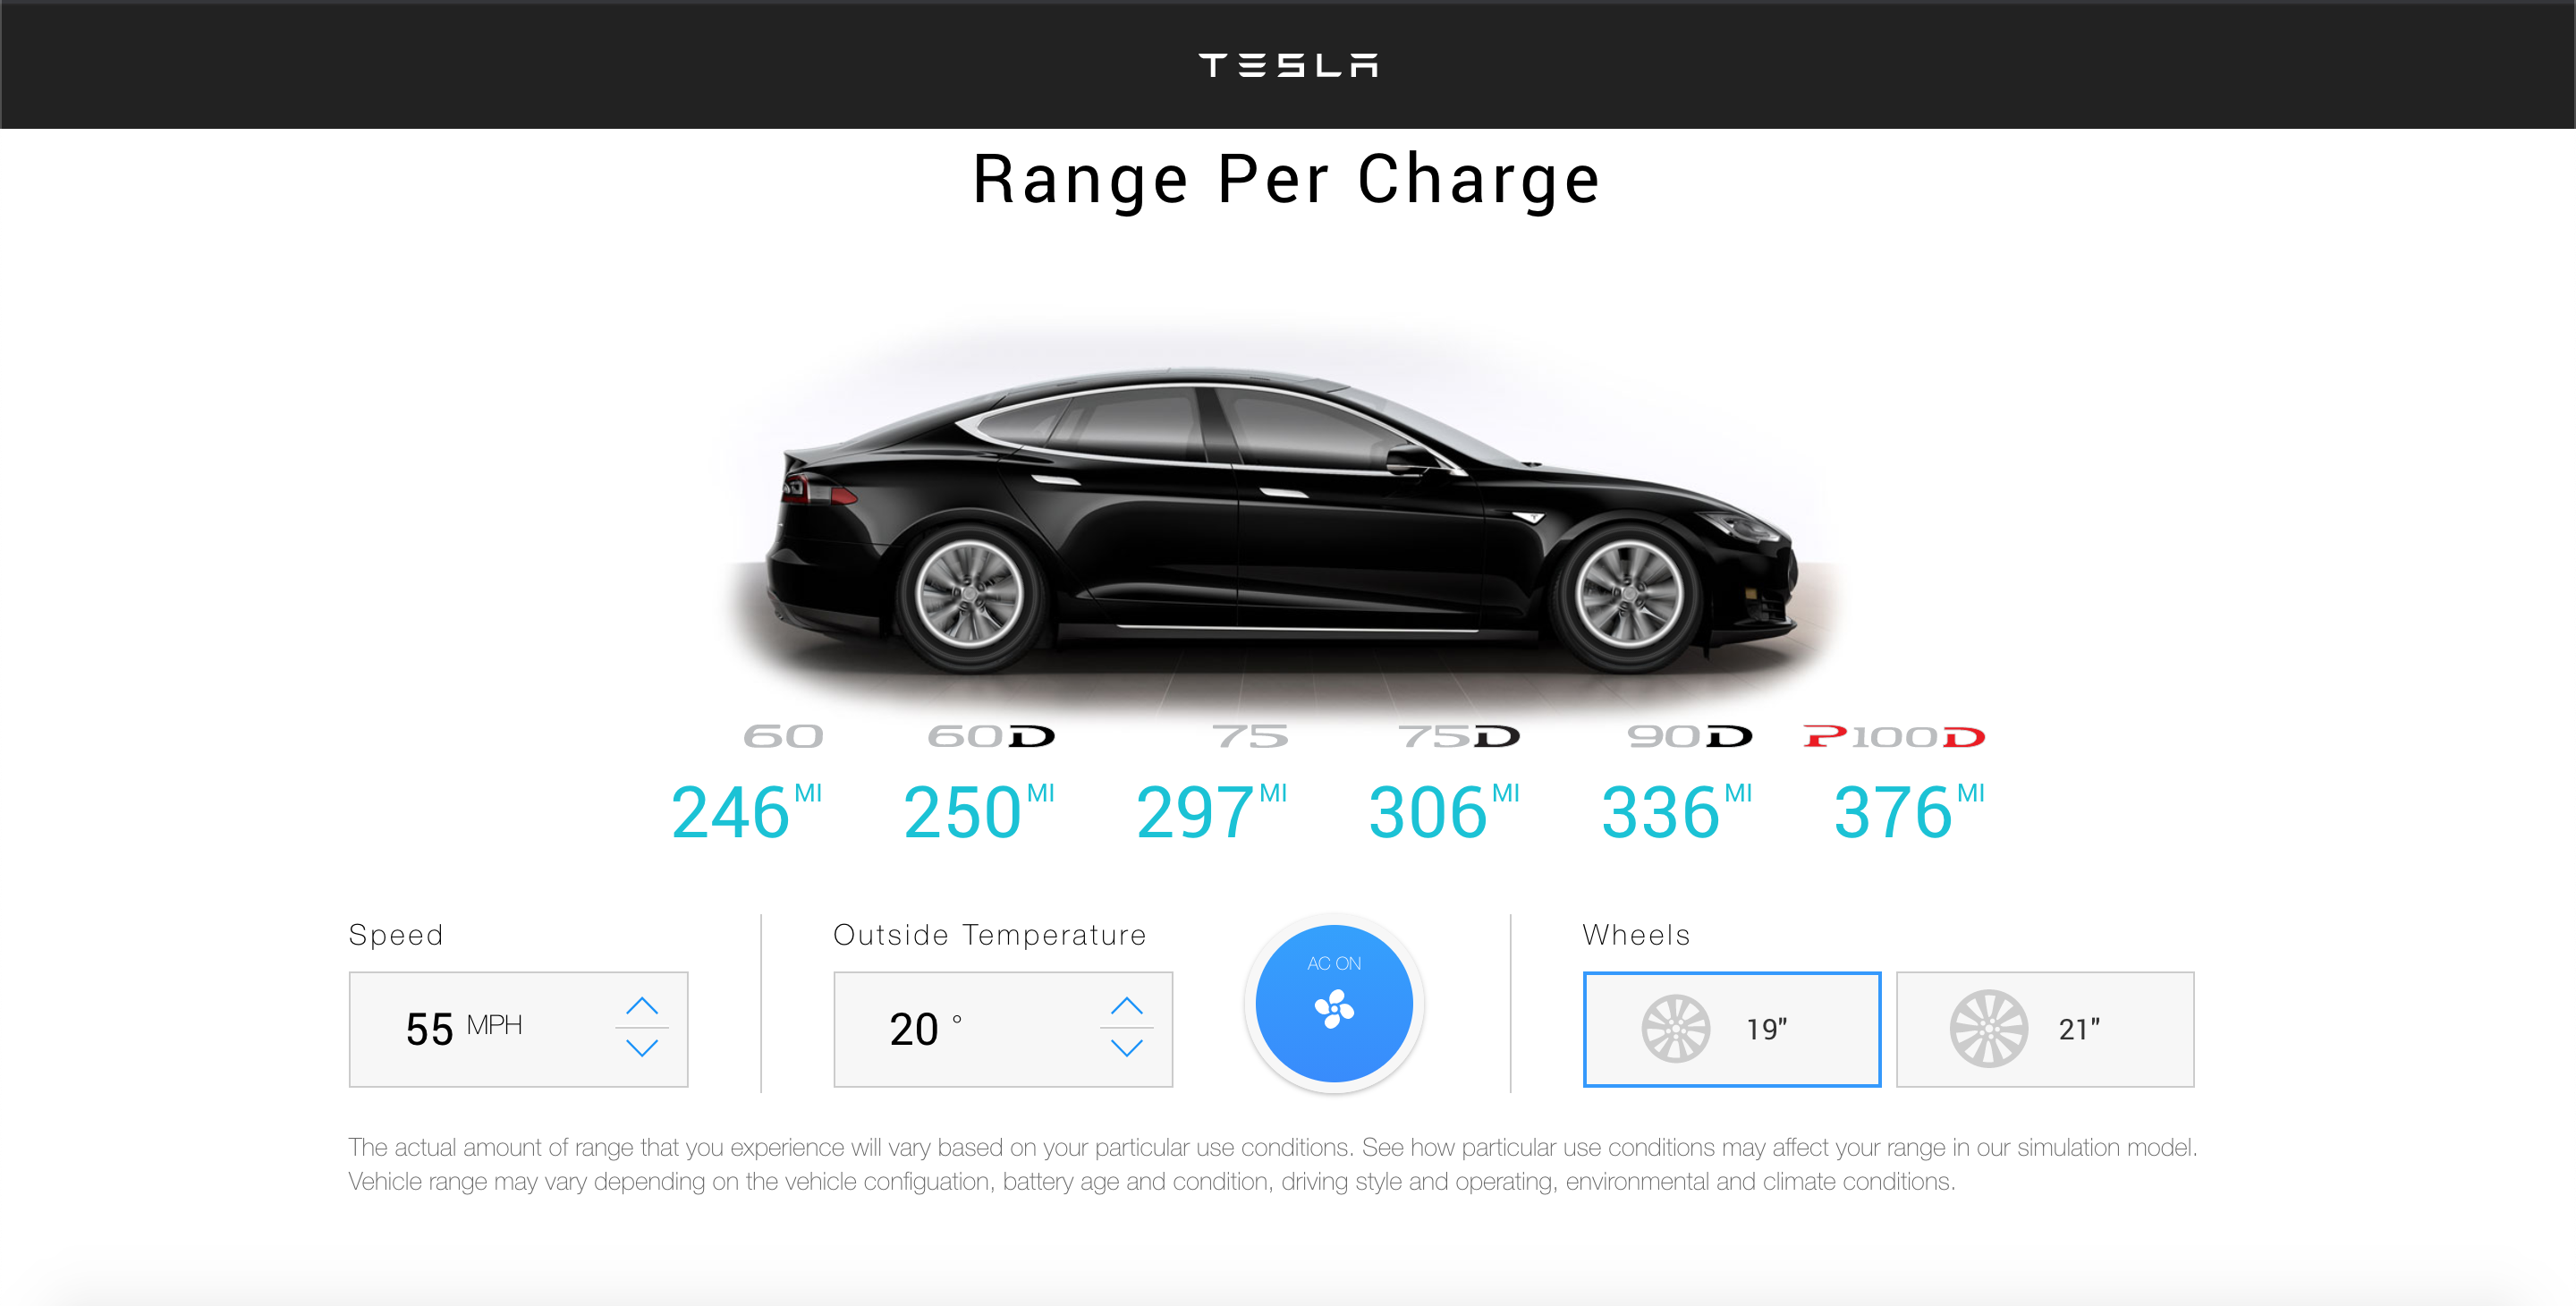 TESLA
Range Per Charge
60 60D 75 75D 90D P100D
246 MI 250 MI 297 MI 306 MI 336 MI 376 MI
Speed
55 MPH
Outside Temperature
20 °
AC ON
Wheels
19”
21”
The actual amount of range that you experience will vary based on your particular use conditions. See how particular use conditions may affect your range in our simulation model.
Vehicle range may vary depending on the vehicle configuation, battery age and condition, driving style and operating, environmental and climate conditions.